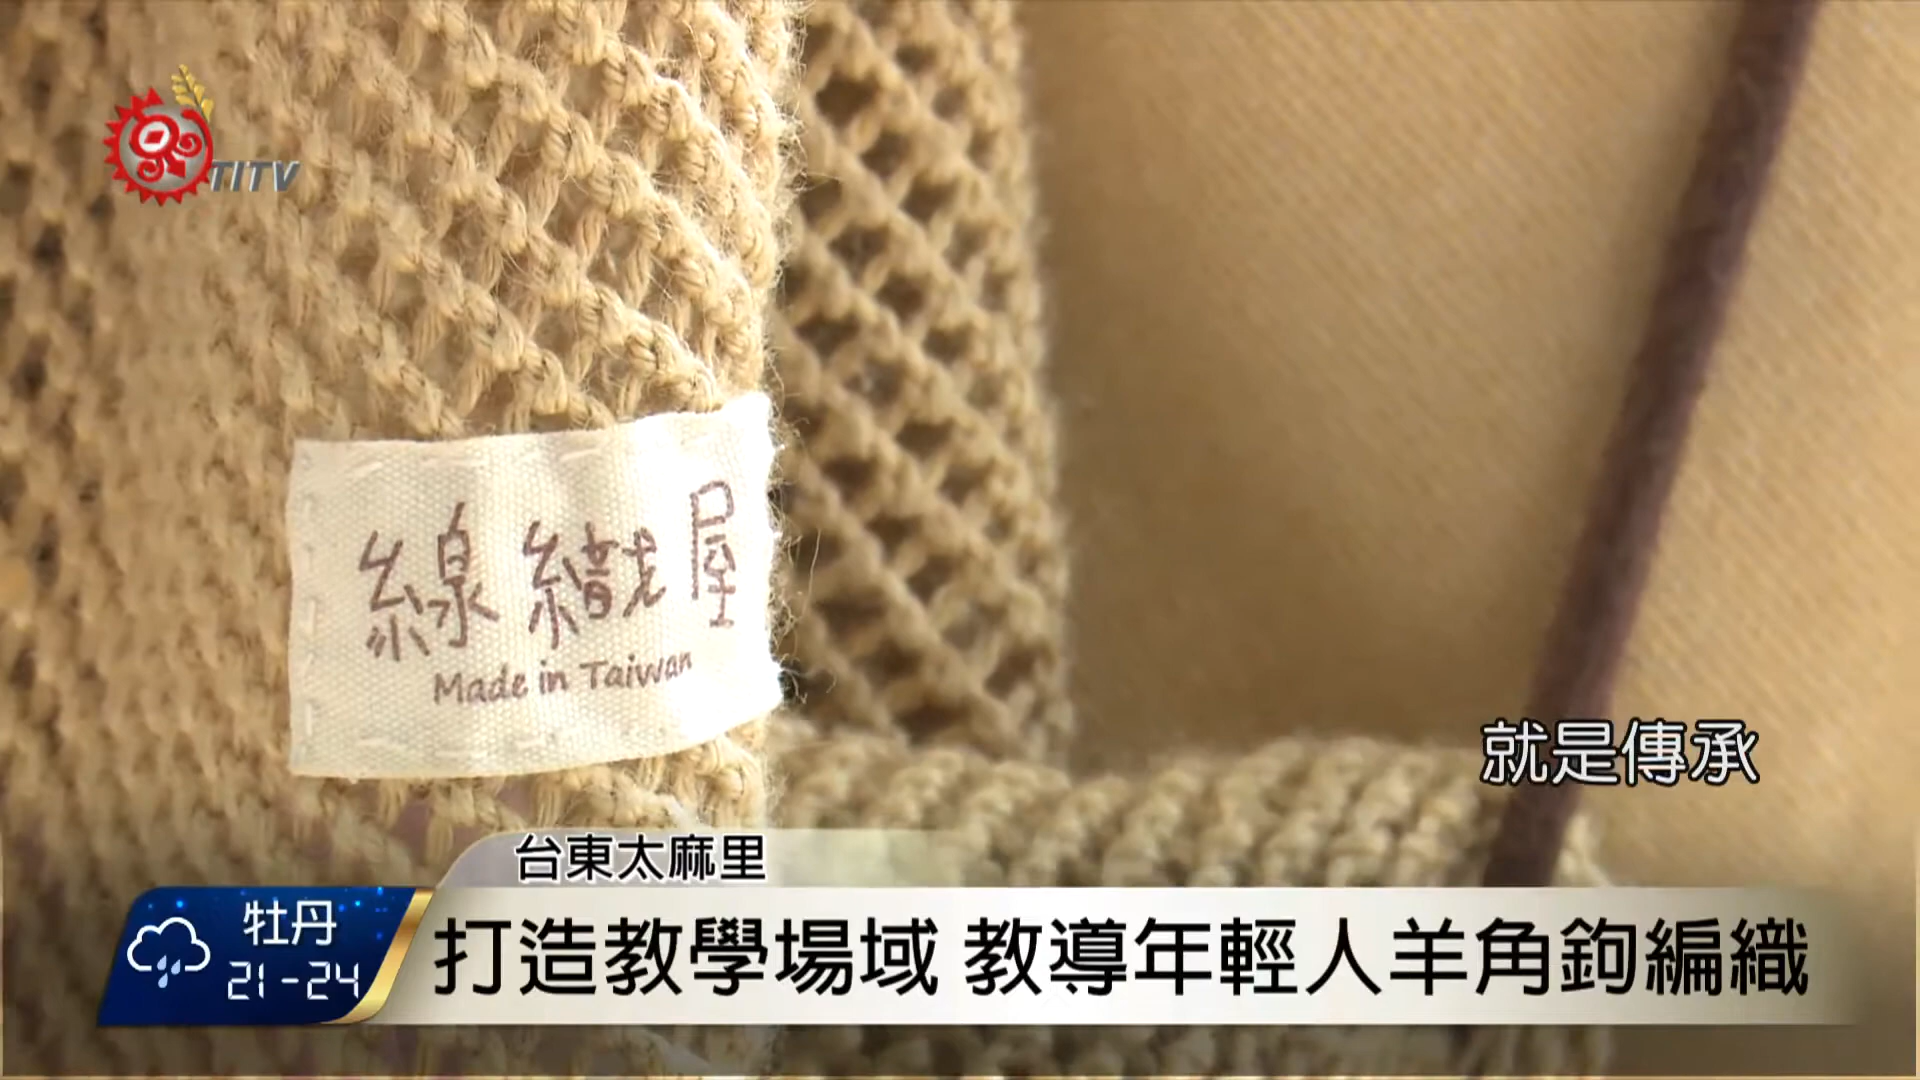 TITV
線織屋
Made in Taiwan
就是傳承
台東太麻里
牡丹
21-24
打造教學場域 教導年輕人羊角鉤編織